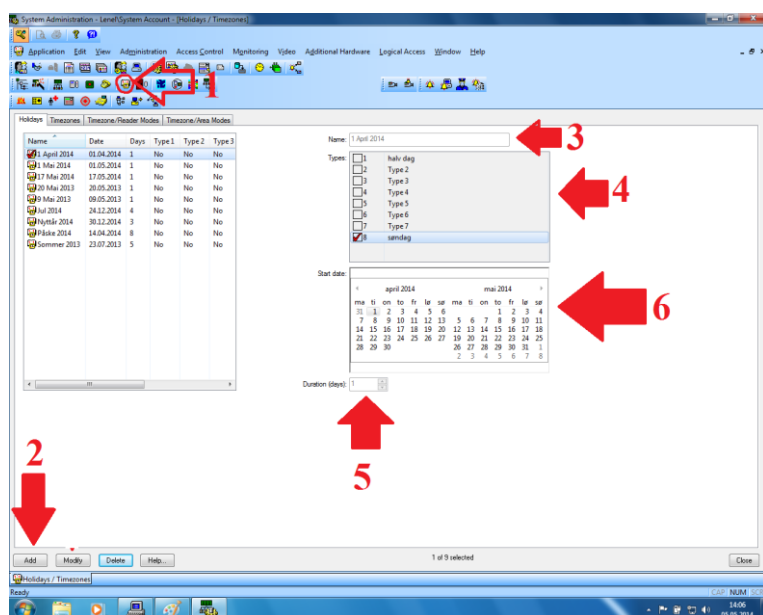 System Administration - Lenel\System Account - [Holidays / Timezones]
Application Edit View Administration Access Control Monitoring Video Additional Hardware Logical Access Window Help
1
Holidays Timezones Timezone/Reader Modes Timezone/Area Modes
Name Date Days Type 1 Type 2 Type 3
1 April 2014 01.04.2014 1 No No No
1 Mai 2014 01.05.2014 1 No No No
17 Mai 2014 17.05.2014 1 No No No
20 Mai 2013 20.05.2013 1 No No No
9 Mai 2013 09.05.2013 1 No No No
Jul 2014 24.12.2014 4 No No No
Nyttår 2014 30.12.2014 3 No No No
Påske 2014 14.04.2014 8 No No No
Sommer 2013 23.07.2013 5 No No No
Name: 1 April 2014
3
Types:
1 halv dag
2 Type 2
3 Type 3
4 Type 4
5 Type 5
6 Type 6
7 Type 7
8 søndag
4
Start date:
april 2014 mai 2014
ma ti on to fr lø sø ma ti on to fr lø sø
31 1 2 3 4 5 6 1 2 3 4
7 8 9 10 11 12 13 5 6 7 8 9 10 11
14 15 16 17 18 19 20 12 13 14 15 16 17 18
21 22 23 24 25 26 27 19 20 21 22 23 24 25
28 29 30 26 27 28 29 30 31 1
2 3 4 5 6 7 8
6
Duration (days): 1
5
2
Add Modify Delete Help... 1 of 9 selected Close
Holidays / Timezones
Ready CAP NUM SCR
14:06